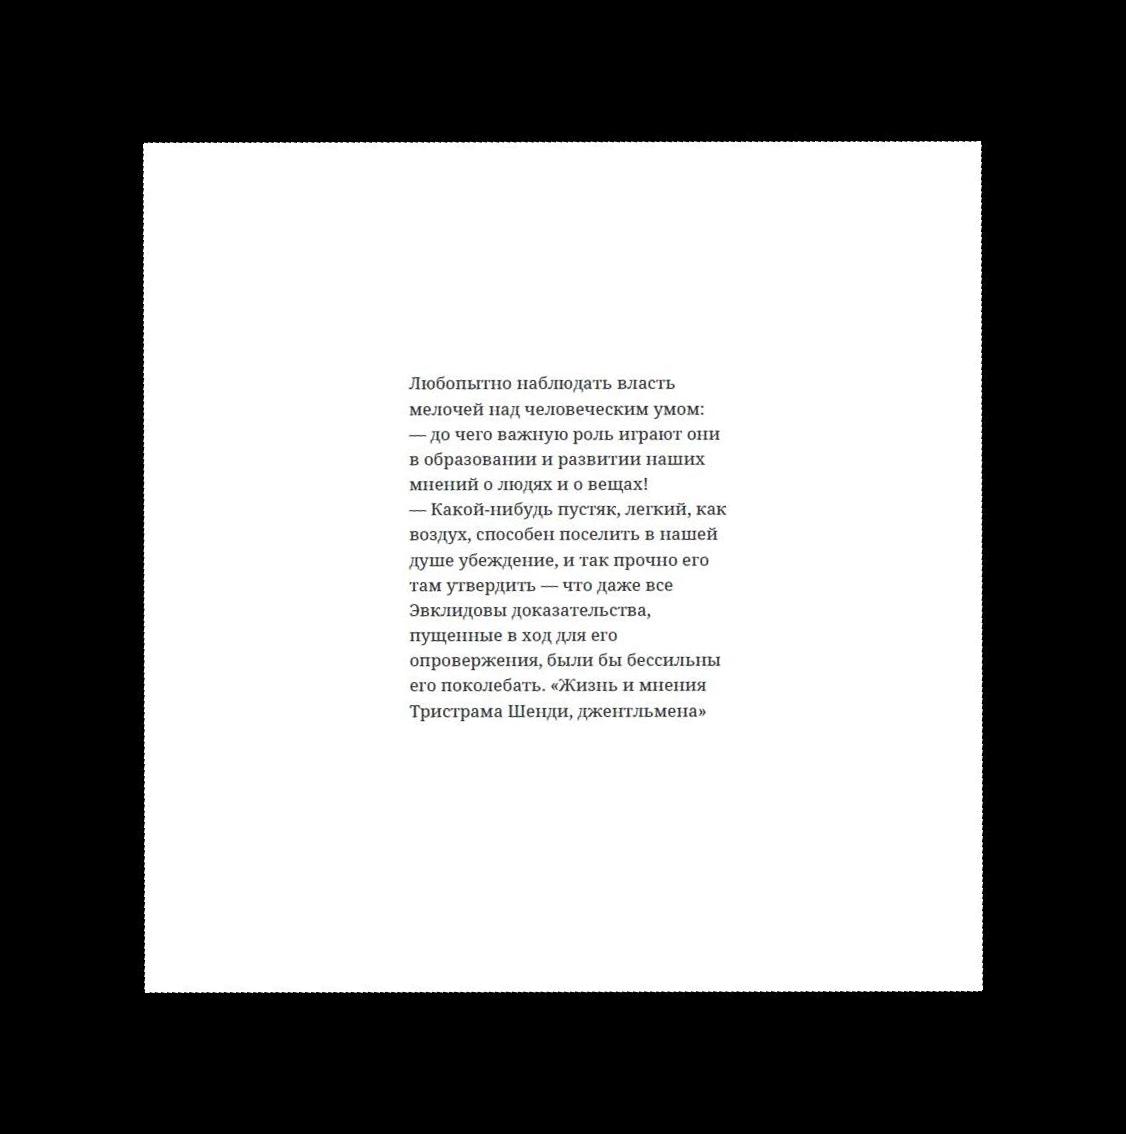 Любопытно наблюдать власть
мелочей над человеческим умом:
— до чего важную роль играют они
в образовании и развитии наших
мнений о людях и о вещах!
— Какой-нибудь пустяк, легкий, как
воздух, способен поселить в нашей
душе убеждение, и так прочно его
там утвердить — что даже все
Эвклидовы доказательства,
пущенные в ход для его
опровержения, были бы бессильны
его поколебать. «Жизнь и мнения
Тристрама Шенди, джентльмена»